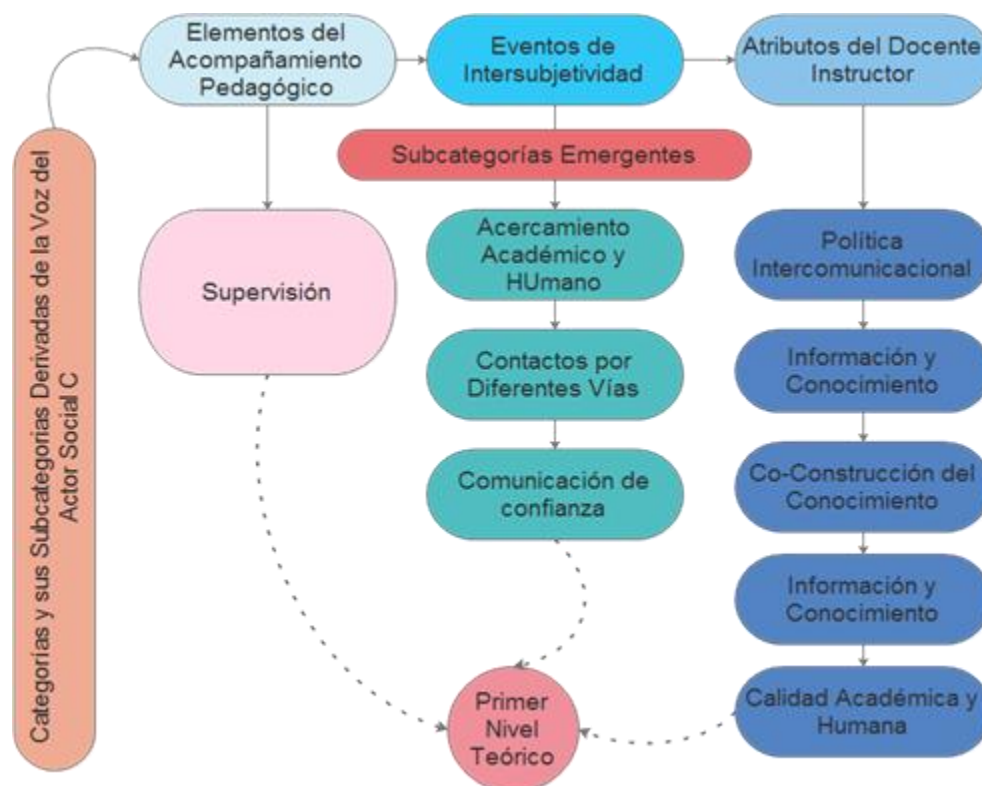 Categorías y sus Subcategorias Derivadas de la Voz del
Actor Social C
Elementos del
Acompañamiento
Pedagógico
Eventos de
Intersubjetividad
Atributos del Docente
Instructor
Subcategorías Emergentes
Supervisión
Acercamiento
Académico y
HUmano
Contactos por
Diferentes Vías
Comunicación de
confianza
Política
Intercomunicacional
Información y
Conocimiento
Co-Construcción del
Conocimiento
Información y
Conocimiento
Calidad Académica y
Humana
Primer
Nivel
Teórico